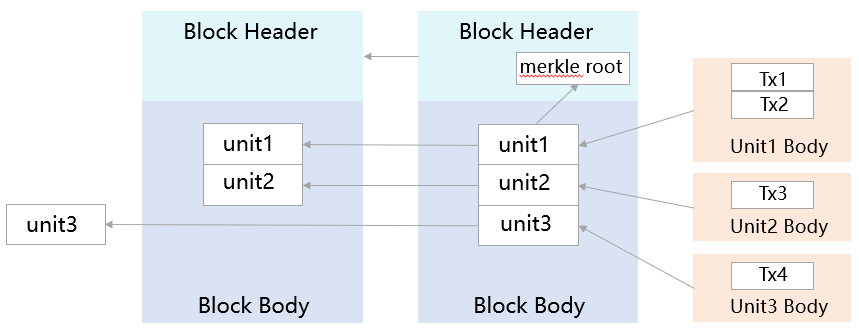 Block Header
Block Header
merkle root
Tx1
Tx2
Unit1 Body
unit1
unit2
unit1
unit2
unit3
Tx3
Unit2 Body
unit3
Tx4
Unit3 Body
Block Body
Block Body